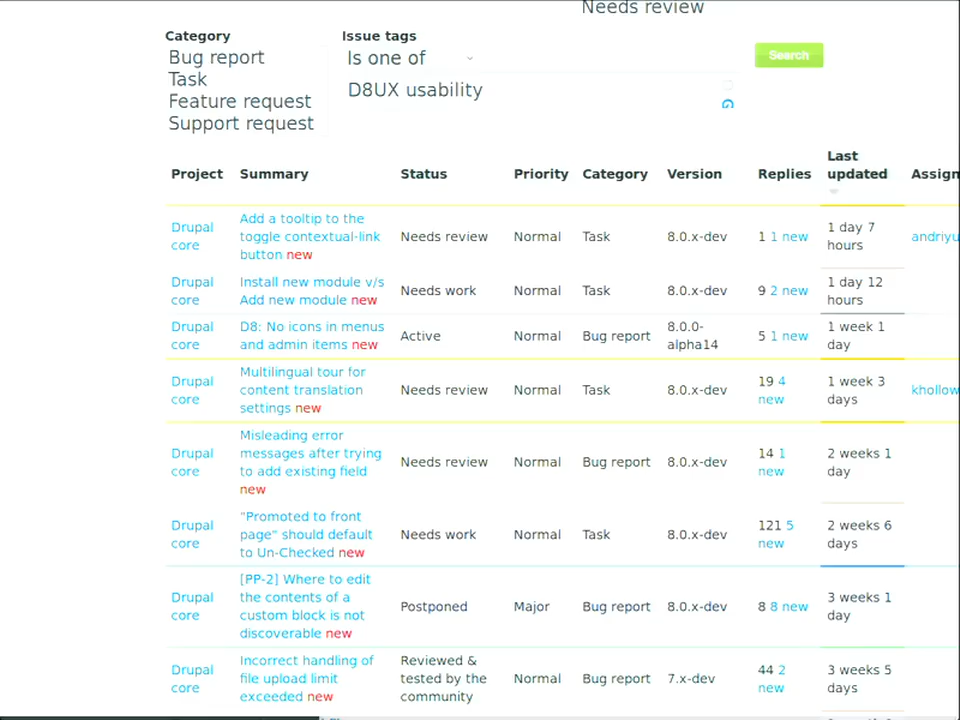 Needs review
Category
Issue tags
Bug report
Task
Feature request
Support request
Is one of
D8UX usability
Search
Project Summary Status Priority Category Version Replies Last updated
Drupal core
Add a tooltip to the
toggle contextual-link
button new
Needs review Normal Task 8.0.x-dev 1 1 new
1 day 7
hours
Drupal core
Install new module v/s
Add new module new
Needs work Normal Task 8.0.x-dev 9 2 new
1 day 12
hours
Drupal core
D8: No icons in menus
and admin items new
Active Normal Bug report
8.0.0-
alpha14
5 1 new
1 week 1
day
Drupal core
Multilingual tour for
content translation
settings new
Needs review Normal Task 8.0.x-dev
19 4
new
1 week 3
days
Drupal core
Misleading error
messages after trying
to add existing field
new
Needs review Normal Bug report 8.0.x-dev
14 1
new
2 weeks 1
day
Drupal core
"Promoted to front
page" should default
to Un-Checked new
Needs work Normal Task 8.0.x-dev
121 5
new
2 weeks 6
days
Drupal core
[PP-2] Where to edit
the contents of a
custom block is not
discoverable new
Postponed Major Bug report 8.0.x-dev 8 8 new
3 weeks 1
day
Drupal core
Incorrect handling of
file upload limit
exceeded new
Reviewed &
tested by the
community
Normal Bug report 7.x-dev
44 2
new
3 weeks 5
days